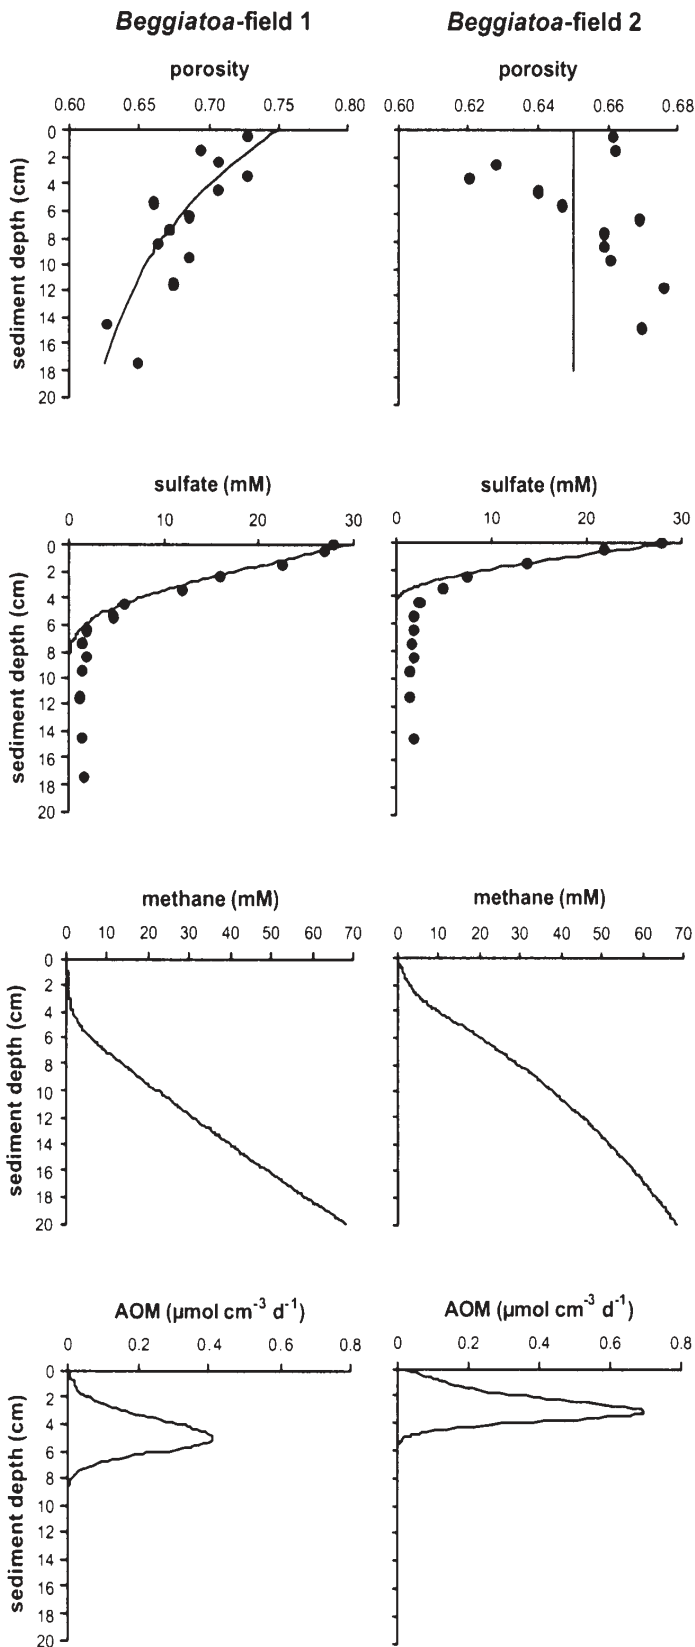 Beggiatoa-field 1
Beggiatoa-field 2
porosity
porosity
0.60 0.65 0.70 0.75 0.80
0.60 0.62 0.64 0.66 0.68
sediment depth (cm)
0
2
4
6
8
10
12
14
16
18
20
sulfate (mM)
sulfate (mM)
0 10 20 30
0 10 20 30
sediment depth (cm)
0
2
4
6
8
10
12
14
16
18
20
methane (mM)
methane (mM)
0 10 20 30 40 50 60 70
0 10 20 30 40 50 60 70
sediment depth (cm)
0
2
4
6
8
10
12
14
16
18
20
AOM (µmol cm-3 d-1)
AOM (µmol cm-3 d-1)
0 0.2 0.4 0.6 0.8
0 0.2 0.4 0.6 0.8
sediment depth (cm)
0
2
4
6
8
10
12
14
16
18
20